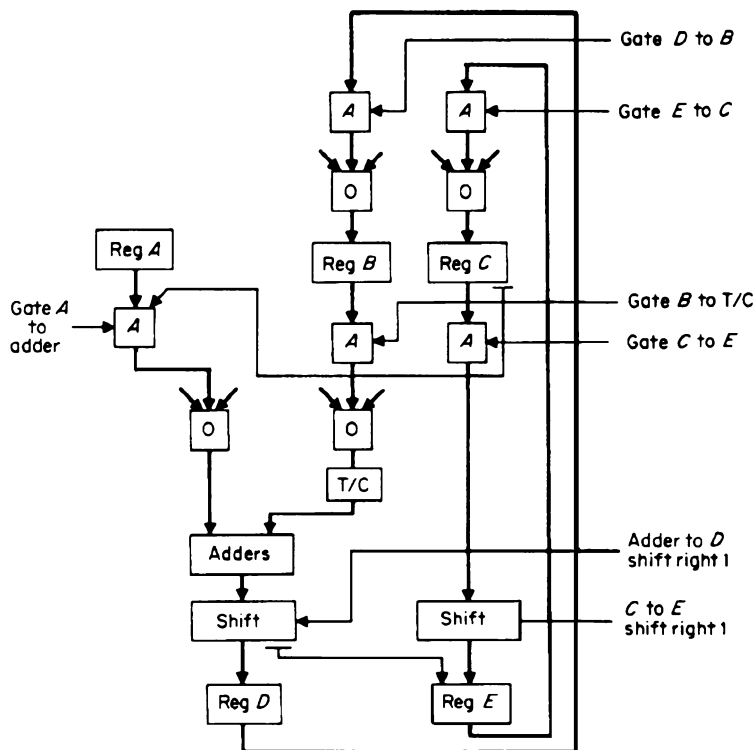 Gate D to B
A
A
Gate E to C
O
O
Reg A
Reg B
Reg C
Gate B to T/C
Gate A
to
adder
A
A
A
Gate C to E
O
O
T/C
Adders
Adder to D
shift right 1
Shift
Shift
C to E
shift right 1
Reg D
Reg E